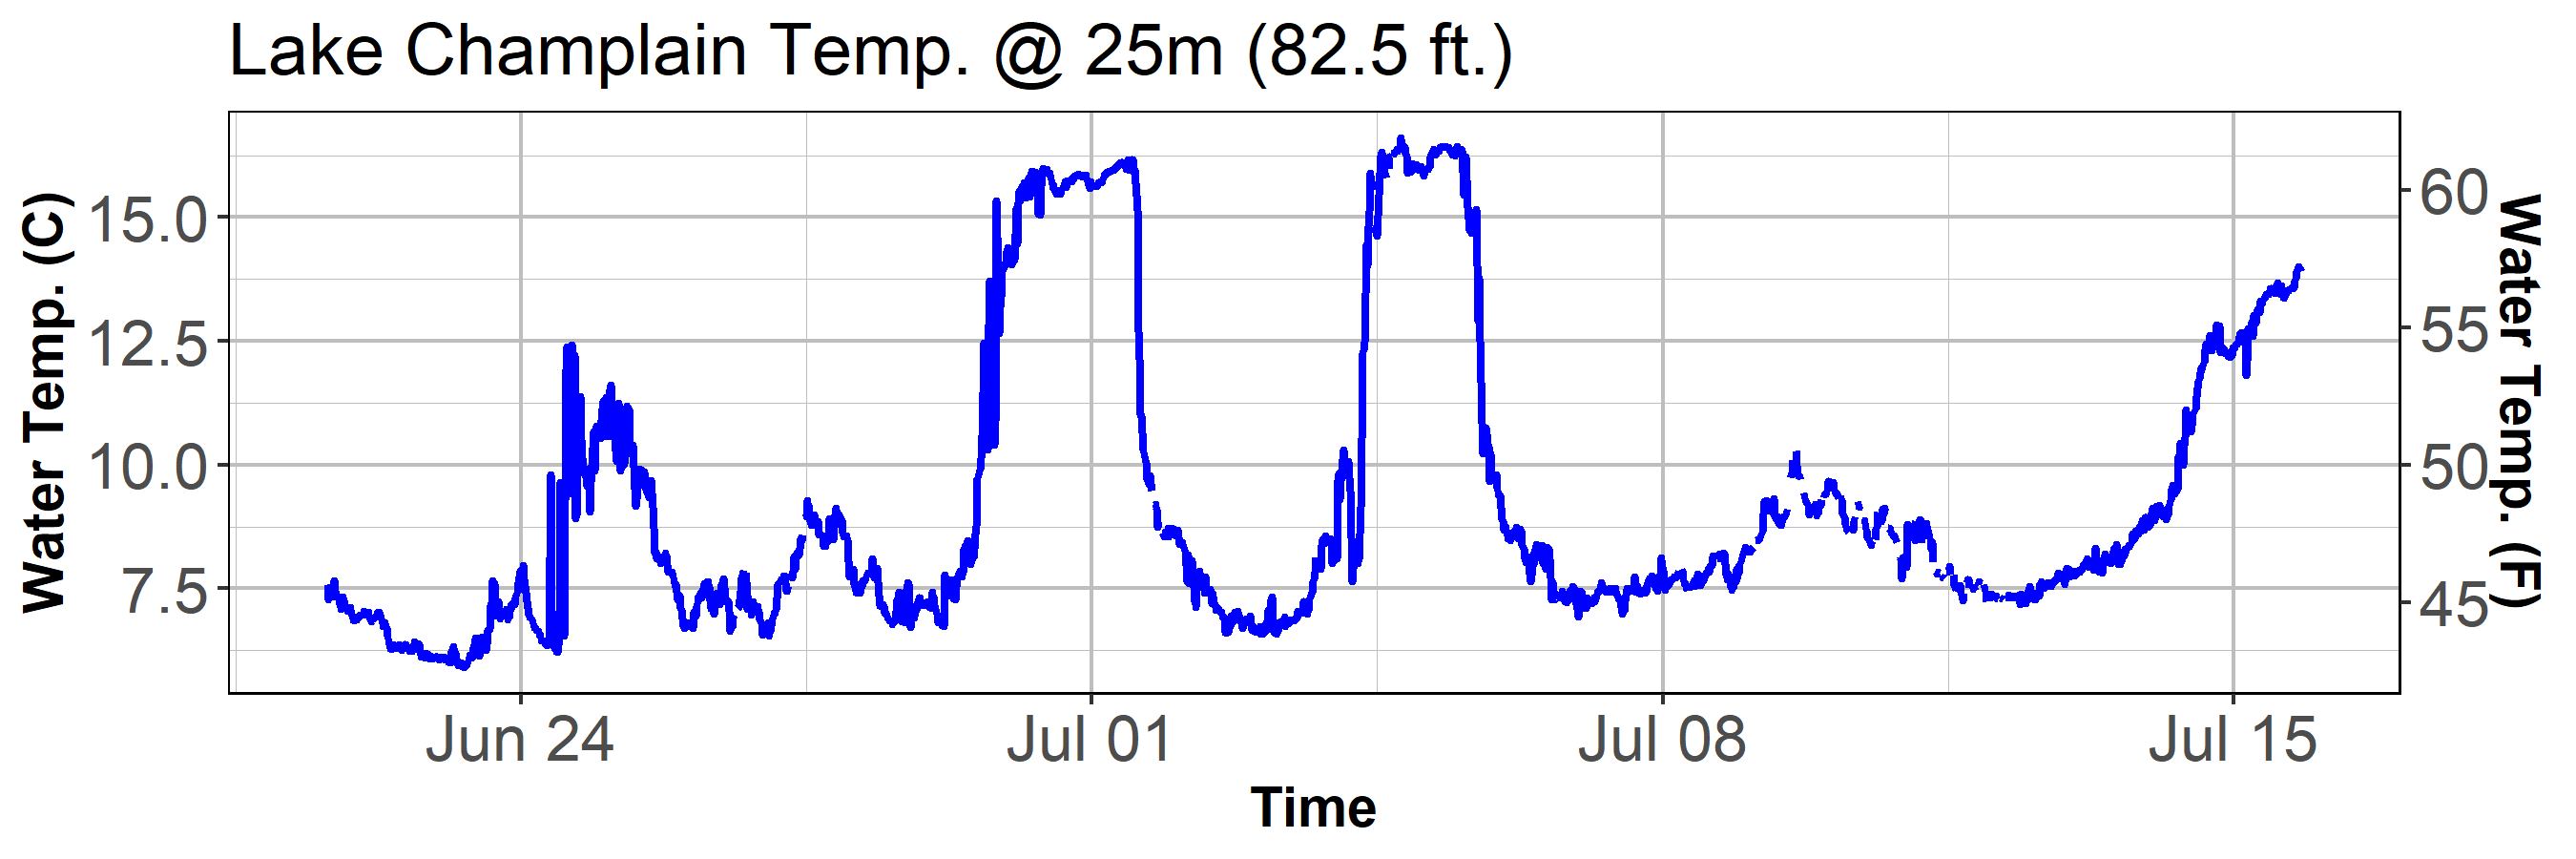 Lake Champlain Temp. @ 25m (82.5 ft.)
Water Temp. (C)
15.0
12.5
10.0
7.5
60
55
50
45
Water Temp. (F)
Jun 24
Jul 01
Jul 08
Jul 15
Time